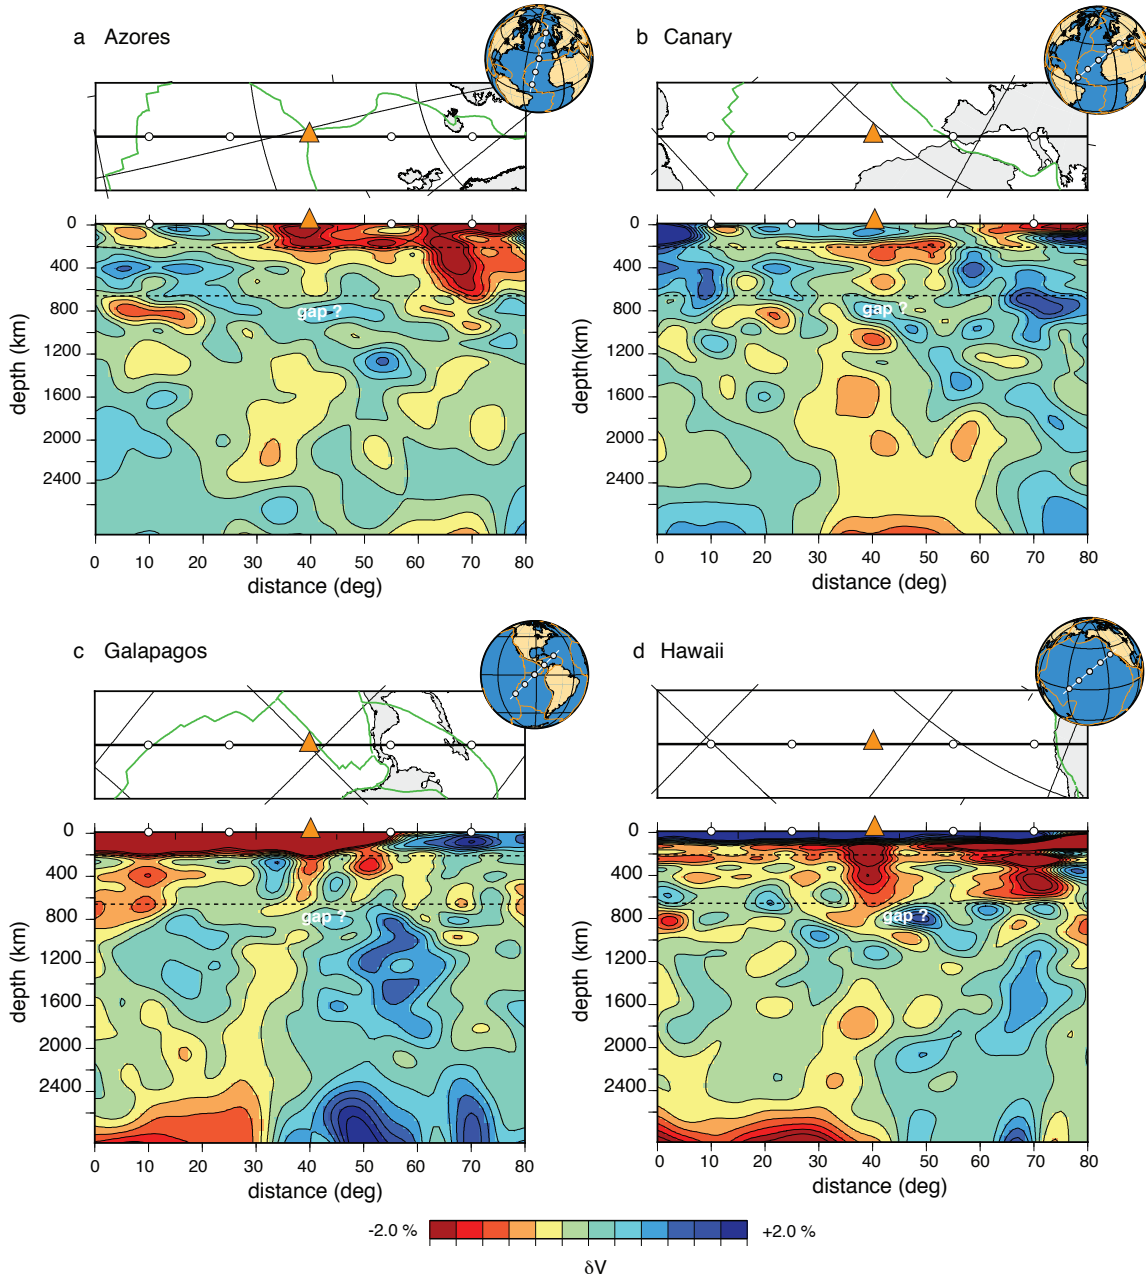 a Azores
b Canary
0
400
800
1200
1600
2000
2400
depth (km)
gap ?
0 10 20 30 40 50 60 70 80
distance (deg)
0
400
800
1200
1600
2000
2400
depth(km)
gap ?
0 10 20 30 40 50 60 70 80
distance (deg)
c Galapagos
d Hawaii
0
400
800
1200
1600
2000
2400
depth (km)
gap ?
0 10 20 30 40 50 60 70 80
distance (deg)
0
400
800
1200
1600
2000
2400
depth (km)
gap ?
0 10 20 30 40 50 60 70 80
distance (deg)
-2.0 % +2.0 %
δV